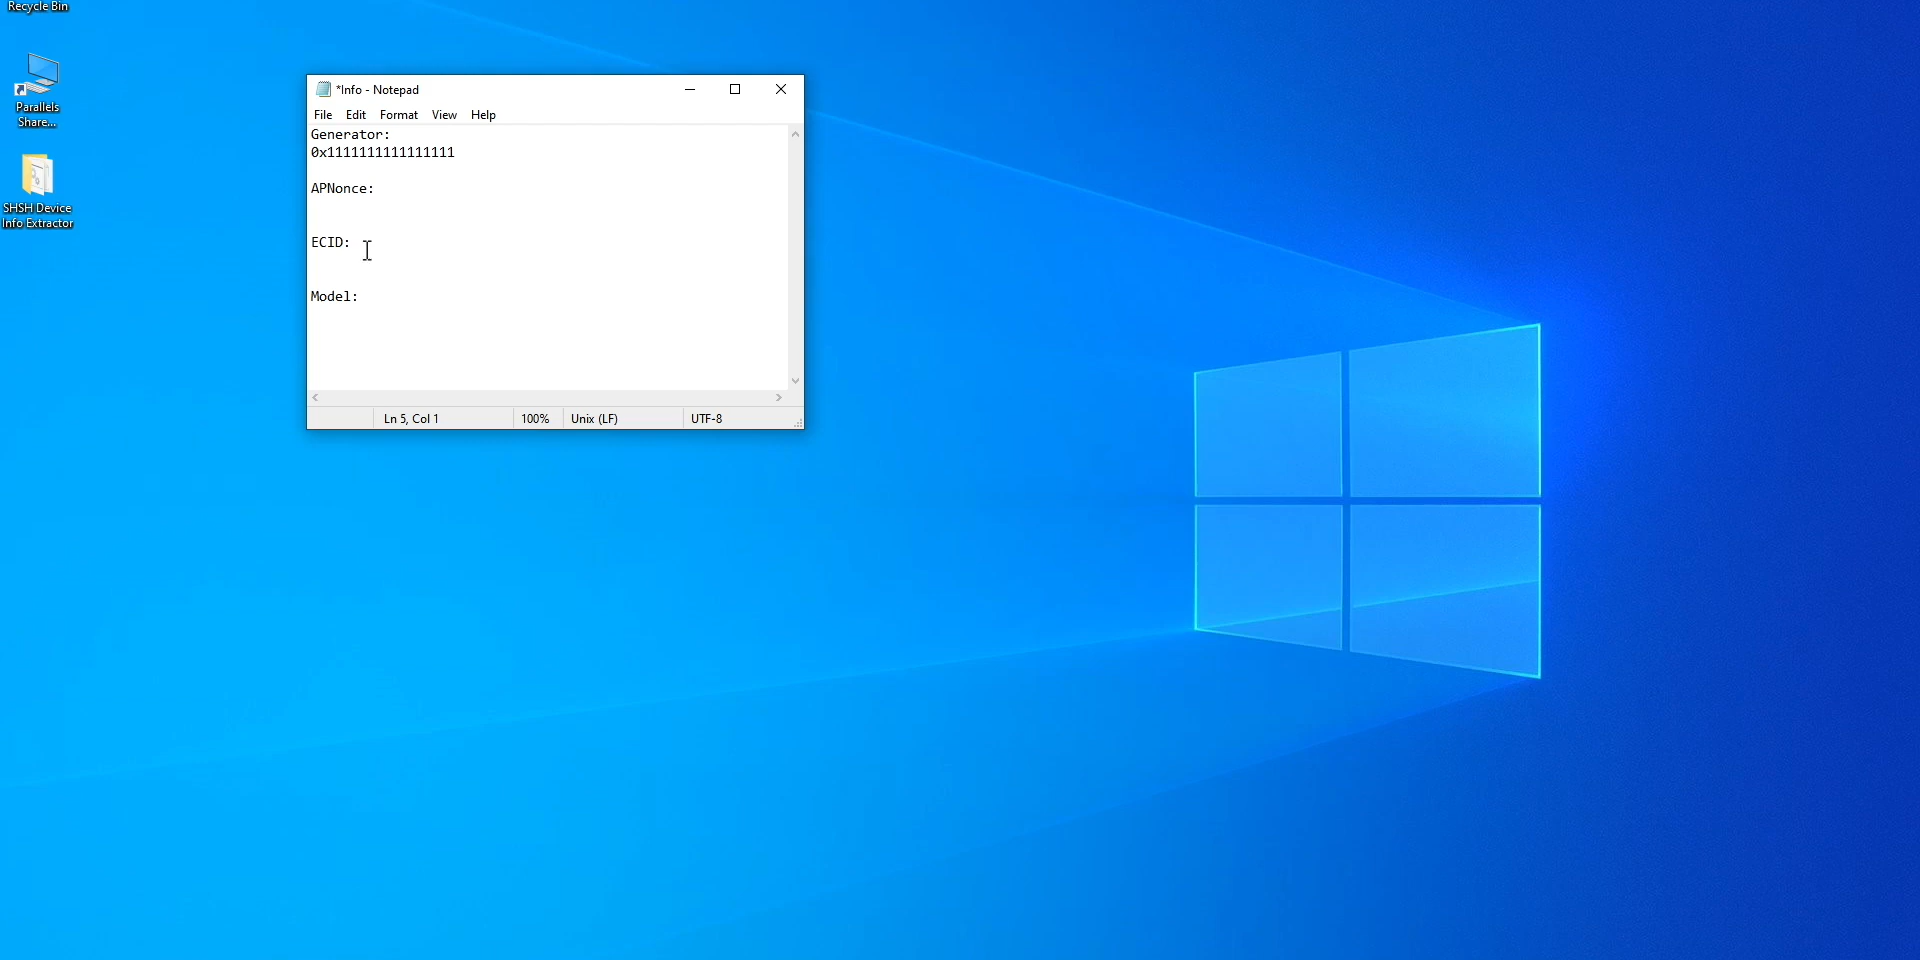 Recycle Bin
Parallels
Share...
SHSH Device
Info Extractor
*Info - Notepad
File Edit Format View Help
Generator:
0x1111111111111111
APNonce:
ECID:
Model:
Ln 5, Col 1 100% Unix (LF) UTF-8